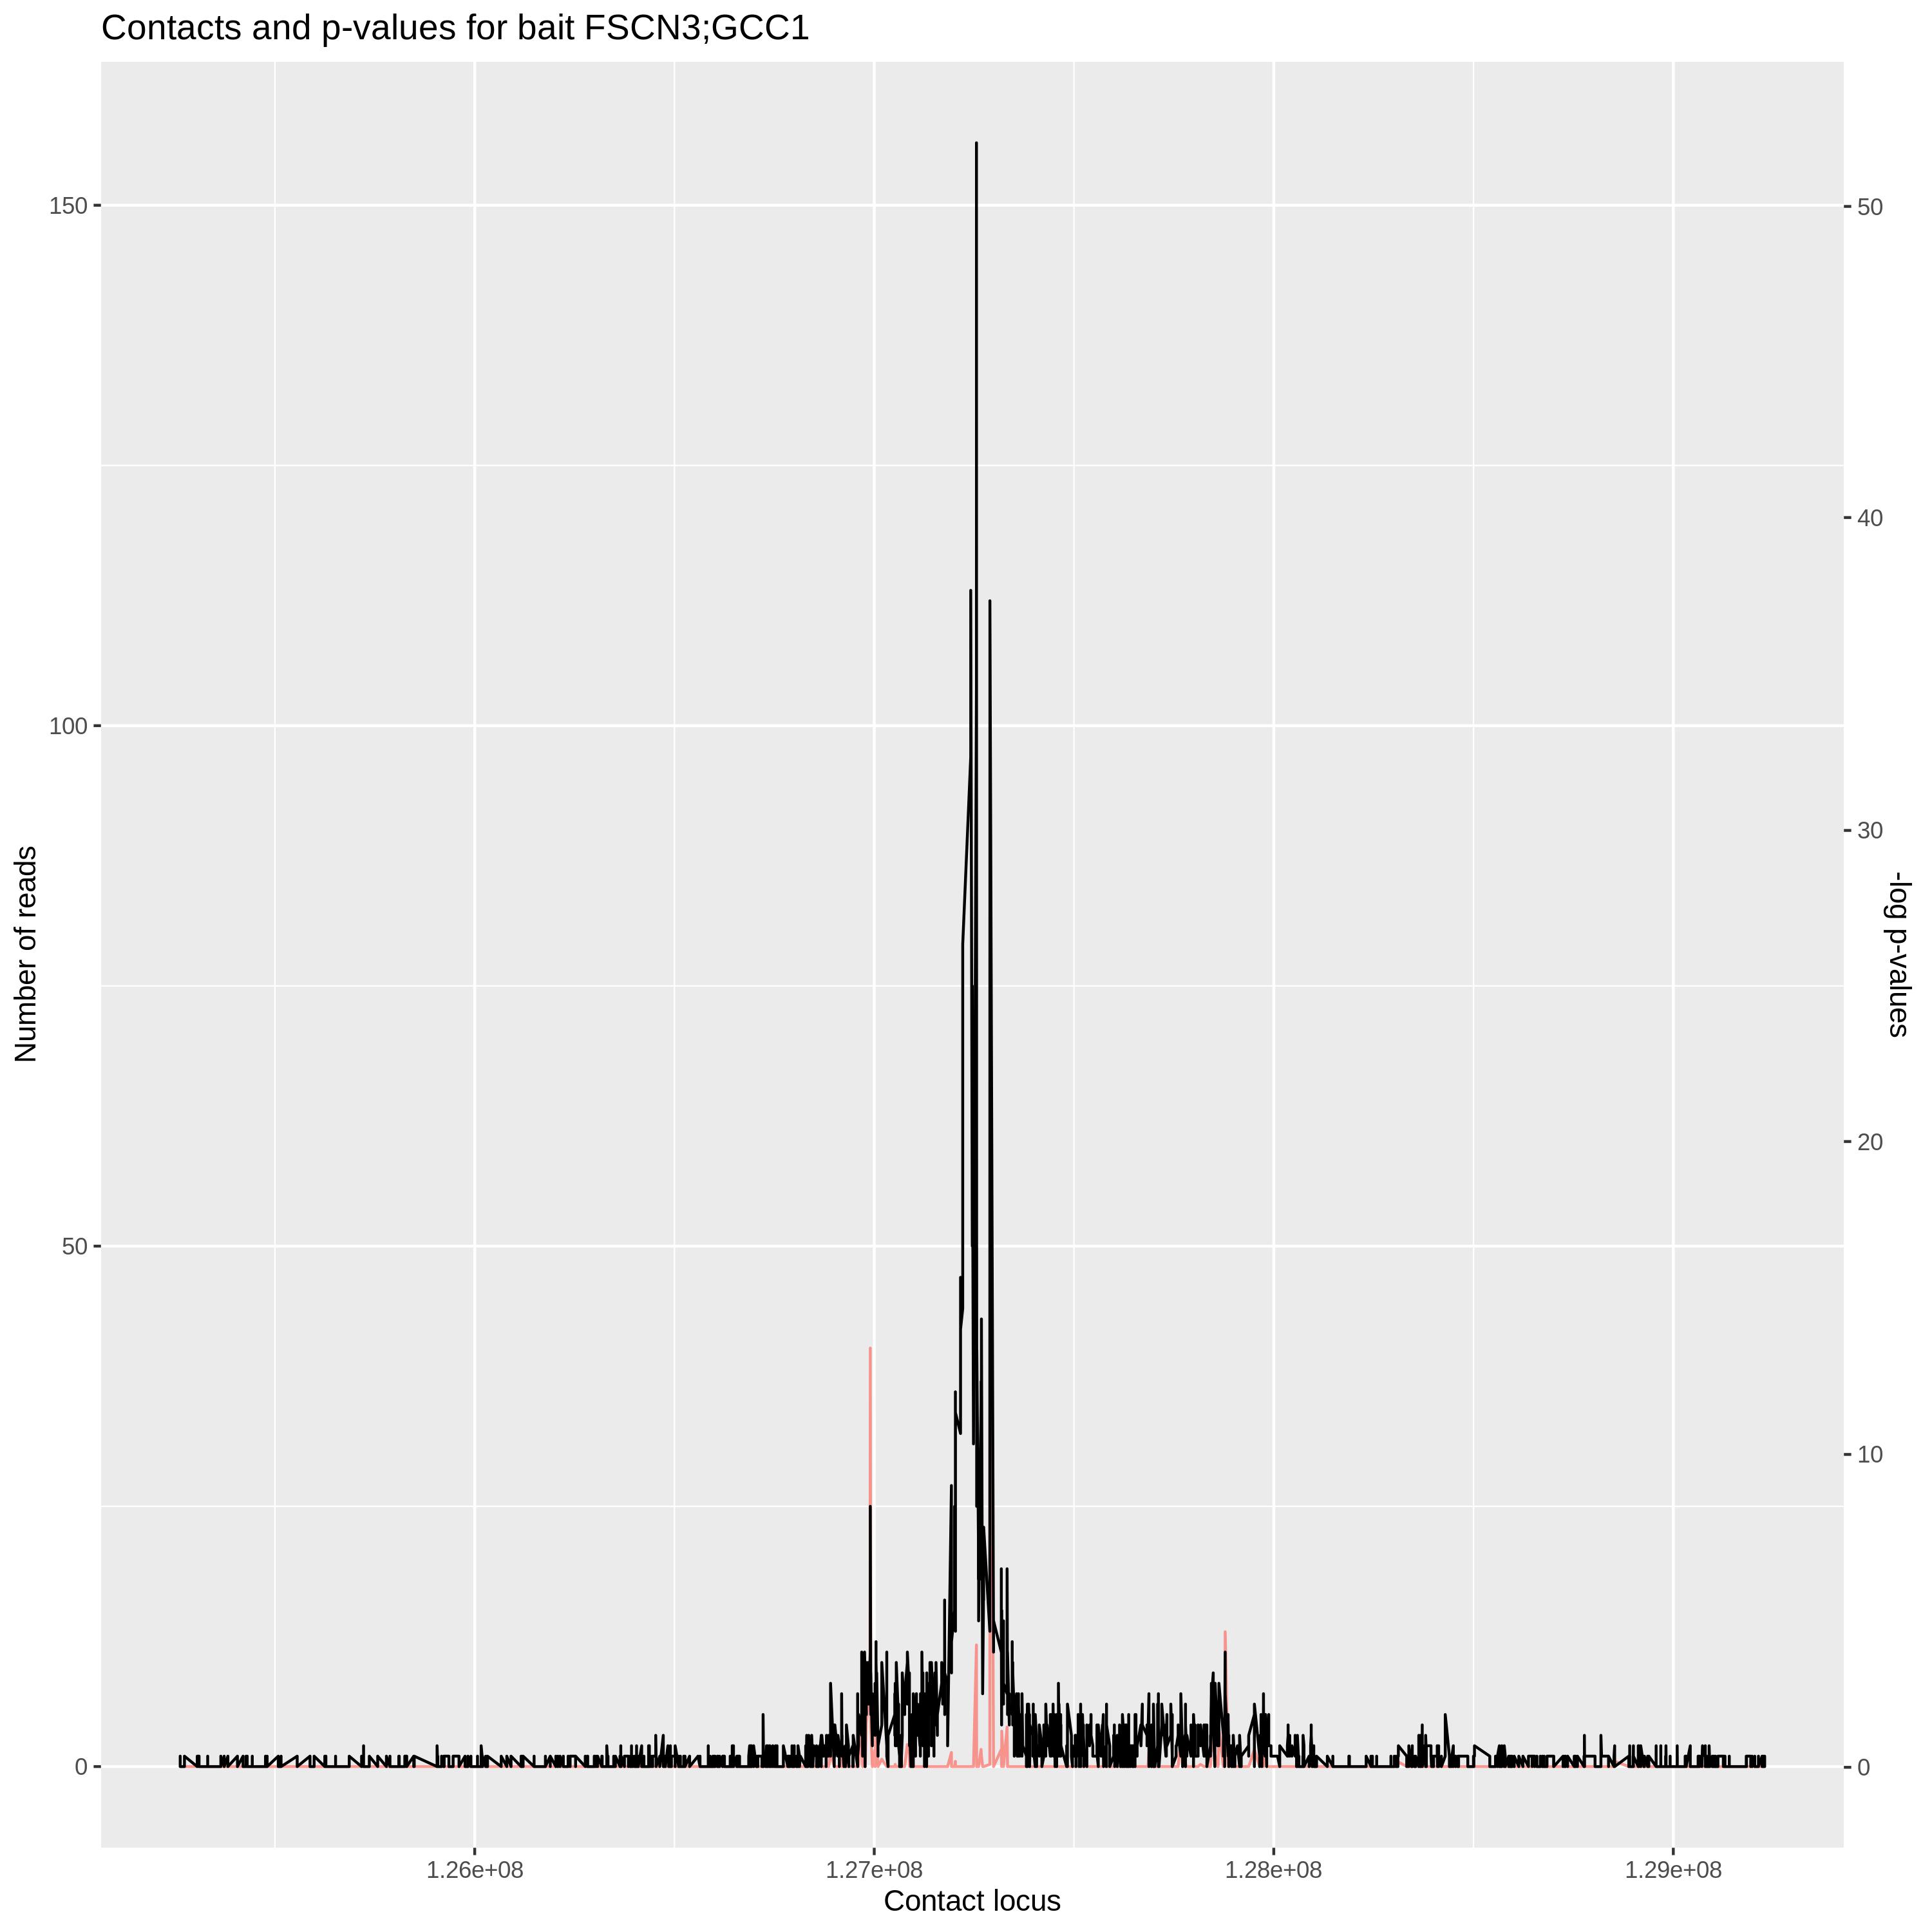 Contacts and p-values for bait FSCN3;GCC1
150
100
50
0
Number of reads
50
40
30
20
10
0
-log p-values
1.26e+08
1.27e+08
1.28e+08
1.29e+08
Contact locus